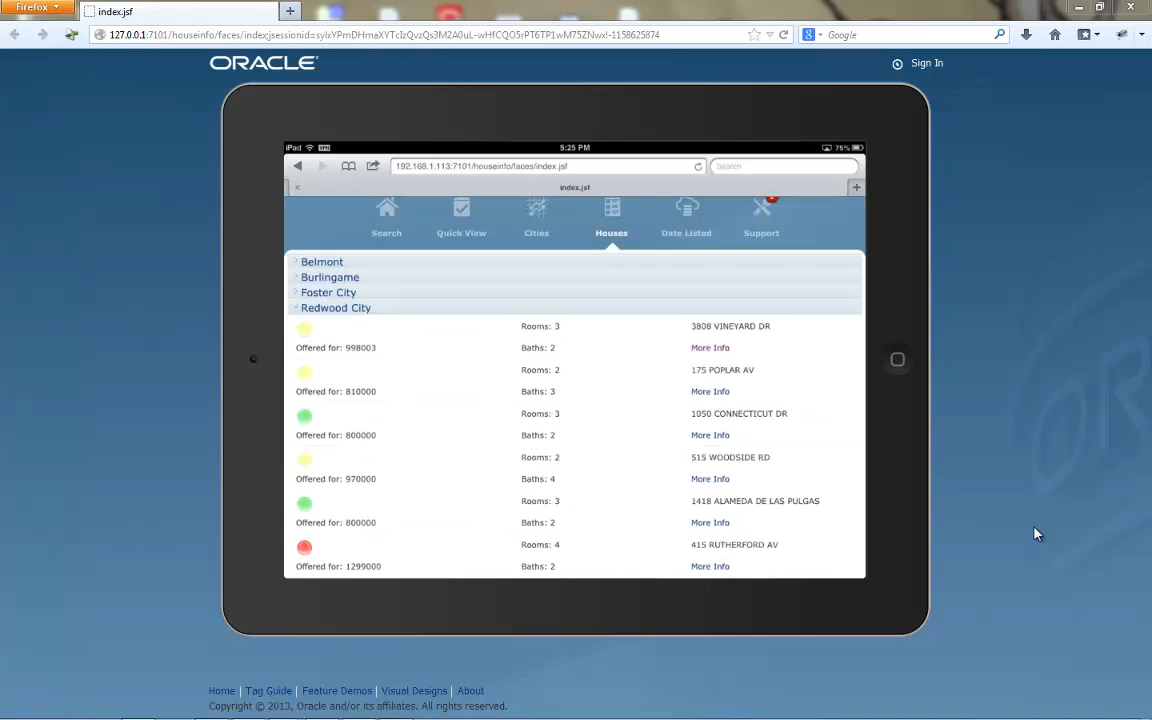 Firefox
index.jsf
127.0.0.1:7101/houseinfo/faces/index;jsessionid=sylxYPmDHmaXYTcIzQvzQs3M2A0uL-wHfCQO5rPT6TP1wM75ZNwx!-1158625874
Google
ORACLE
Sign In
iPad VPN 5:25 PM 75%
192.168.1.113:7101/houseinfo/faces/index.jsf
Search
index.jsf
Search Quick View Cities Houses Date Listed Support
Belmont
Burlingame
Foster City
Redwood City
Rooms: 3 3808 VINEYARD DR
Offered for: 998003 Baths: 2 More Info
Rooms: 2 175 POPLAR AV
Offered for: 810000 Baths: 3 More Info
Rooms: 3 1050 CONNECTICUT DR
Offered for: 800000 Baths: 2 More Info
Rooms: 2 515 WOODSIDE RD
Offered for: 970000 Baths: 4 More Info
Rooms: 3 1418 ALAMEDA DE LAS PULGAS
Offered for: 800000 Baths: 2 More Info
Rooms: 4 415 RUTHERFORD AV
Offered for: 1299000 Baths: 2 More Info
Home | Tag Guide | Feature Demos | Visual Designs | About
Copyright © 2013, Oracle and/or its affiliates. All rights reserved.